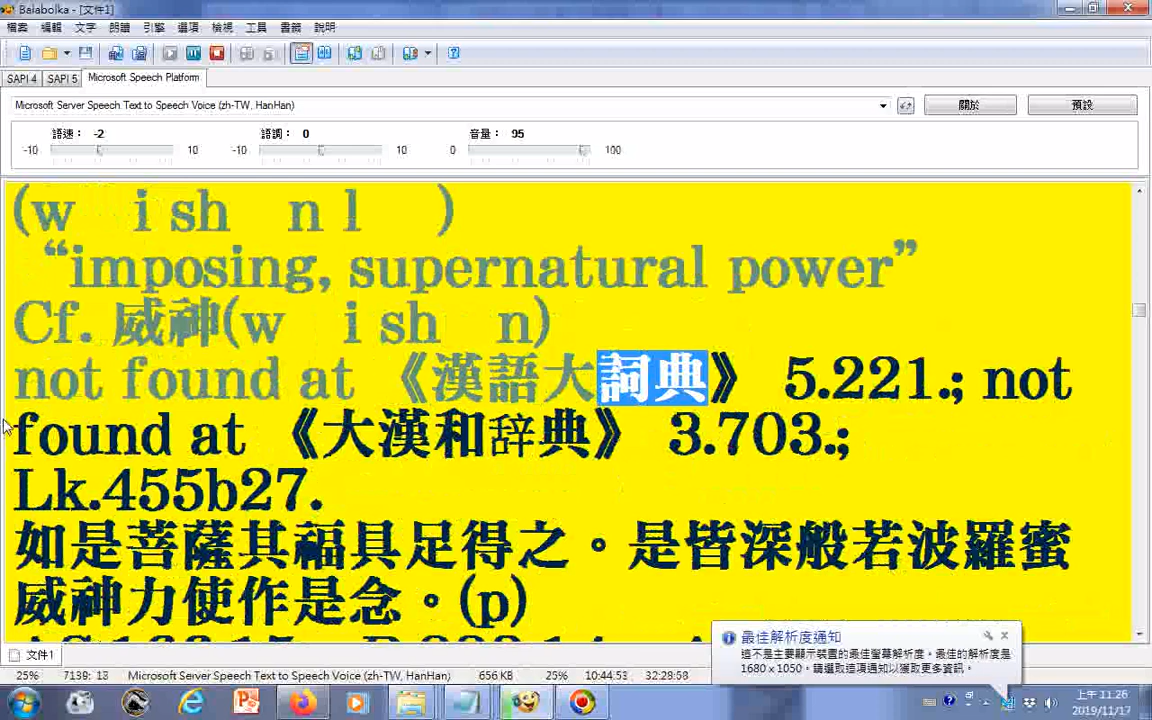 Balabolka - [文件1]
檔案 編輯 文字 朗讀 引擎 選項 檢視 工具 書籤 說明
SAPI 4 SAPI 5 Microsoft Speech Platform
Microsoft Server Speech Text to Speech Voice (zh-TW, HanHan) 關於 預設
語速： -2 語調： 0 音量： 95
-10 10 -10 10 0 100
(w i sh n l )
“imposing, supernatural power”
Cf. 威神(w i sh n)
not found at 《漢語大詞典》 5.221.; not
found at 《大漢和辞典》 3.703.;
Lk.455b27.
如是菩薩其福具足得之。是皆深般若波羅蜜
威神力使作是念。(p)
最佳解析度通知
這不是主要顯示裝置的最佳螢幕解析度。最佳的解析度是
1680 x 1050。請選取這項通知以獲取更多資訊。
文件1
25% 7139: 13 Microsoft Server Speech Text to Speech Voice (zh-TW, HanHan) 656 KB 25% 10:44:53 32:28:58
上午 11:26
2019/11/17